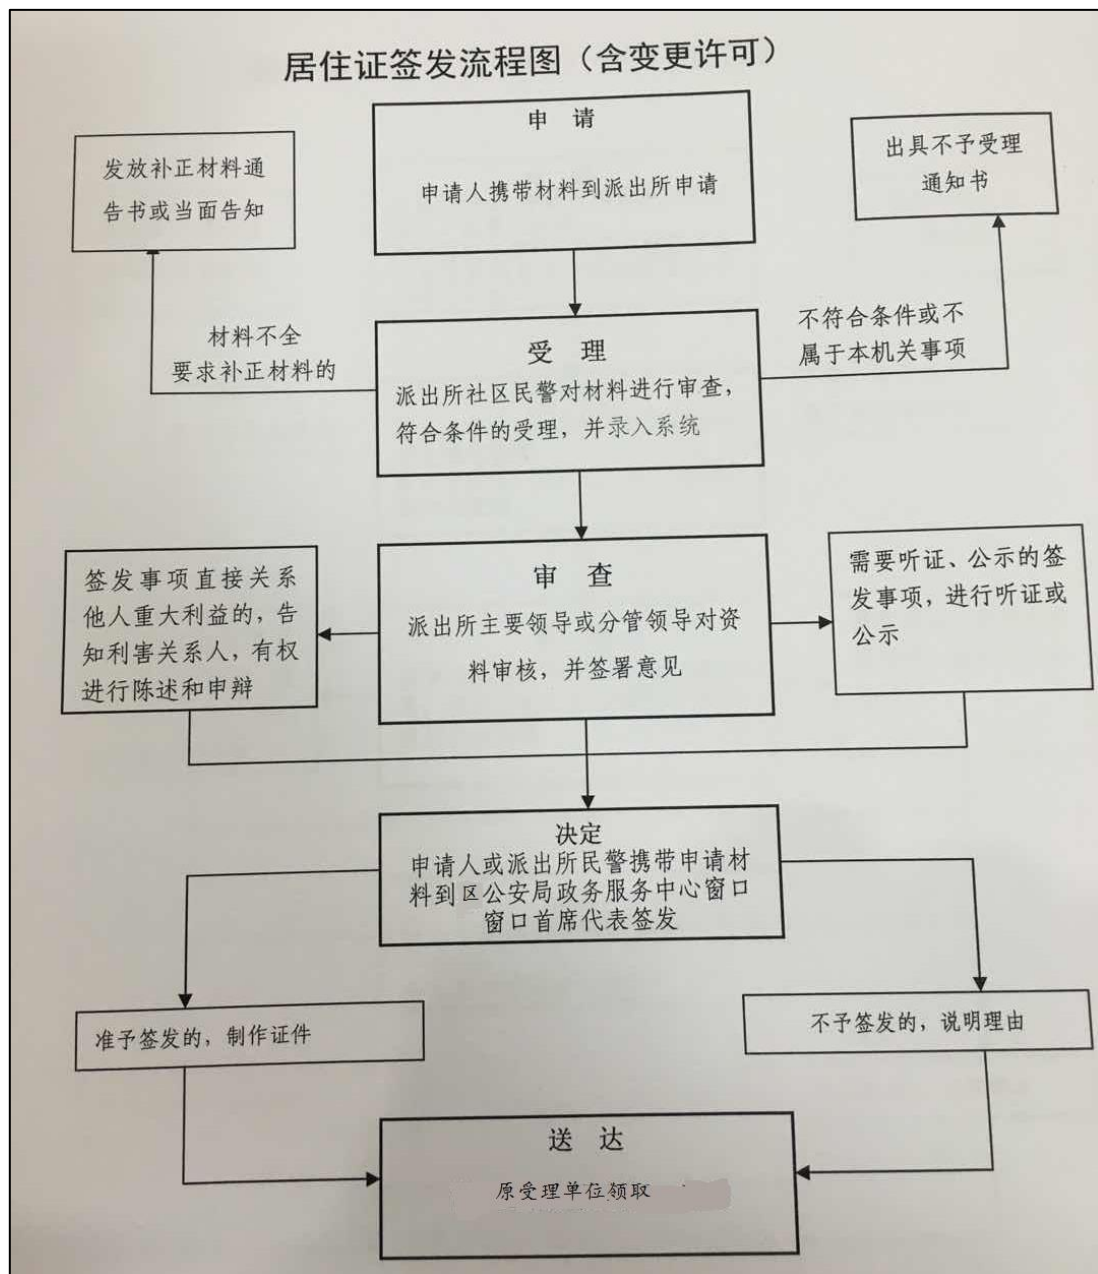 居住证签发流程图（含变更许可）
申 请
申请人携带材料到派出所申请
发放补正材料通
告书或当面告知
出具不予受理
通知书
材料不全
要求补正材料的
不符合条件或不
属于本机关事项
受 理
派出所社区民警对材料进行审查，
符合条件的受理，并录入系统
签发事项直接关系
他人重大利益的，告
知利害关系人，有权
进行陈述和申辩
审 查
派出所主要领导或分管领导对资
料审核，并签署意见
需要听证、公示的签
发事项，进行听证或
公示
决定
申请人或派出所民警携带申请材
料到区公安局政务服务中心窗口
窗口首席代表签发
准予签发的，制作证件
不予签发的，说明理由
送 达
原受理单位领取